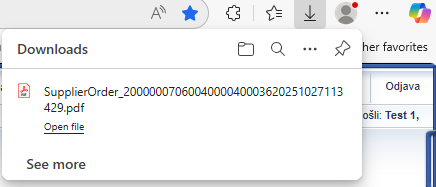 Downloads
her favorites
SupplierOrder_2000000706004000040003620251027113
429.pdf
Open file
Odjava
ošli: Test 1,
See more